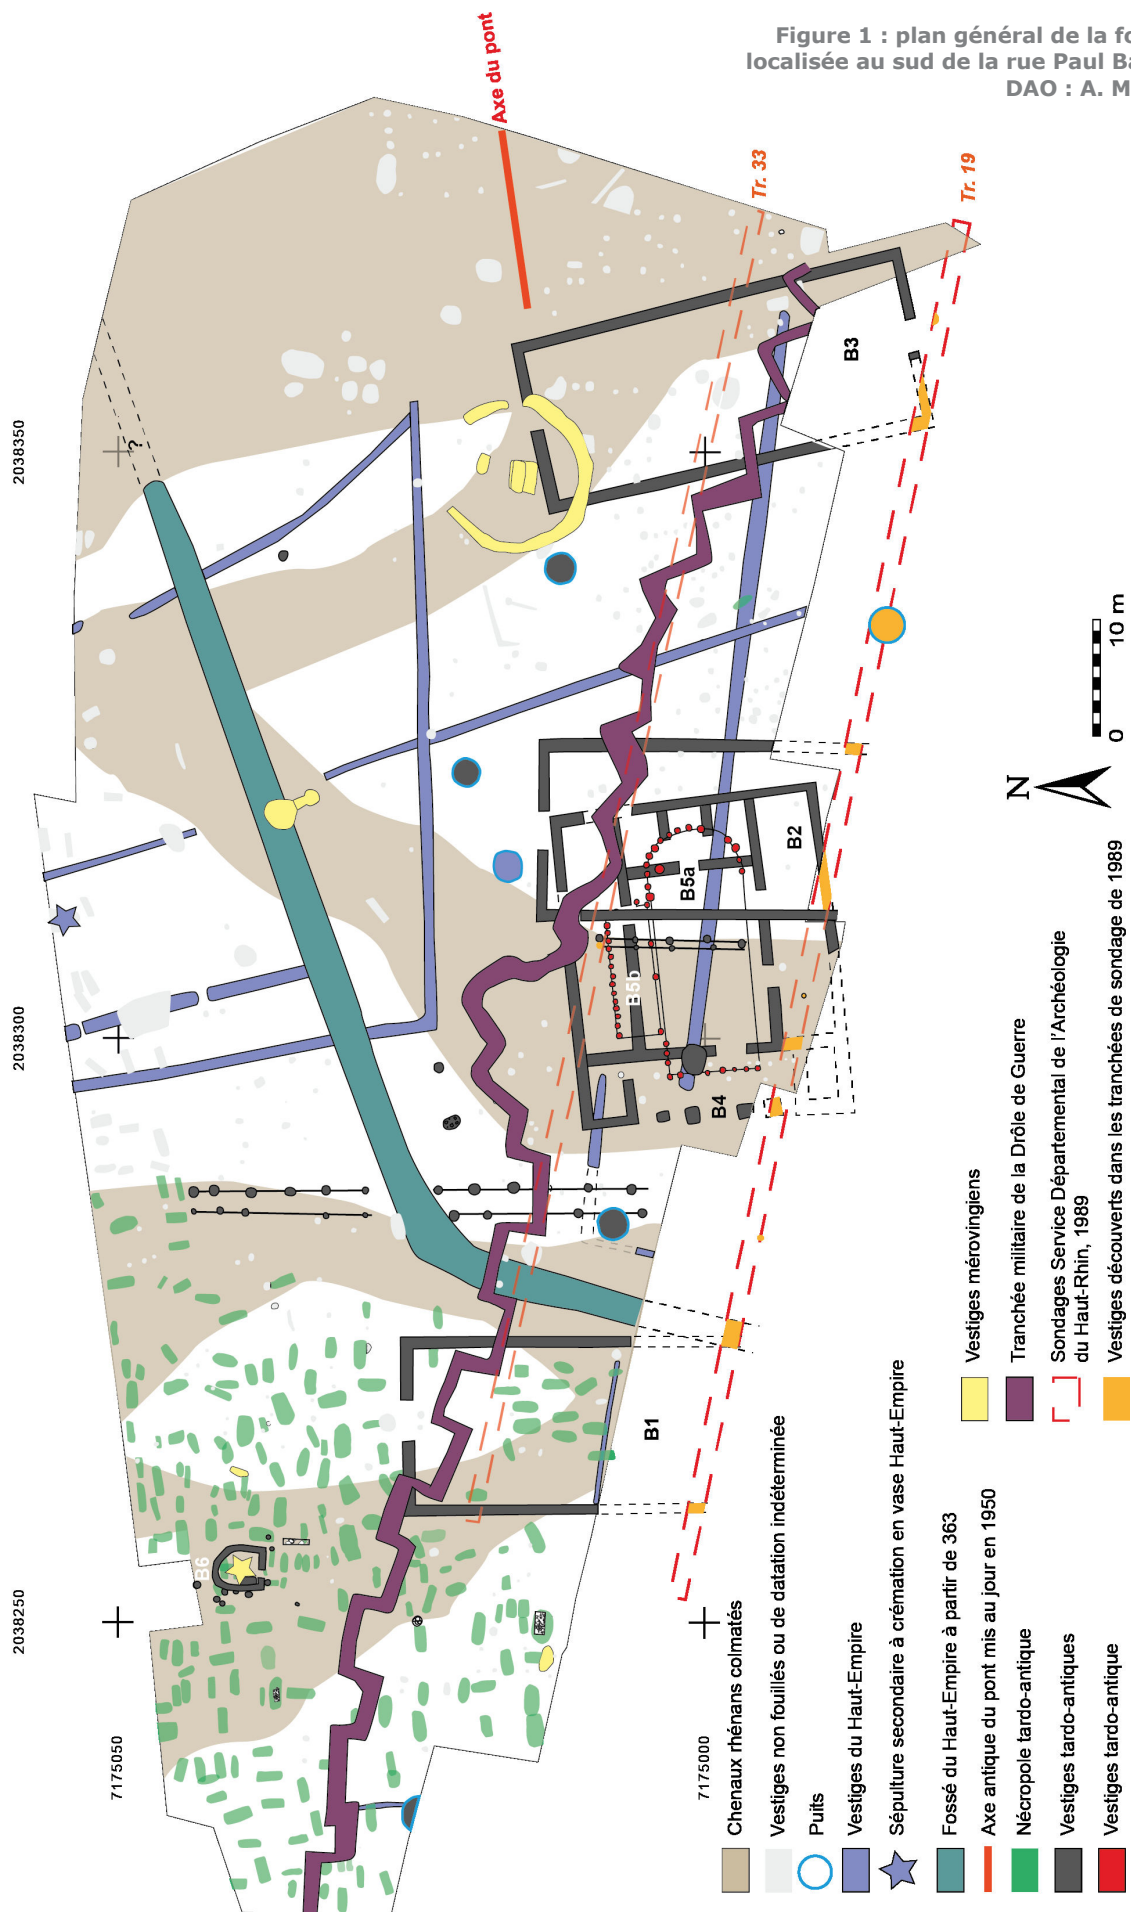 Figure 1 : plan général de la fo
localisée au sud de la rue Paul Ba
DAO : A. M
Axe du pont
Tr. 33
Tr. 19
2038350
2038300
2038250
7175050
7175000
?
B3
B2
B5a
B5b
B4
B1
B6
N
0 10 m
Chenaux rhénans colmatés
Vestiges non fouillés ou de datation indéterminée
Puits
Vestiges du Haut-Empire
Sépulture secondaire à crémation en vase Haut-Empire
Fossé du Haut-Empire à partir de 363
Axe antique du pont mis au jour en 1950
Nécropole tardo-antique
Vestiges tardo-antiques
Vestiges tardo-antique
Vestiges mérovingiens
Tranchée militaire de la Drôle de Guerre
Sondages Service Départemental de l'Archéologie
du Haut-Rhin, 1989
Vestiges découverts dans les tranchées de sondage de 1989